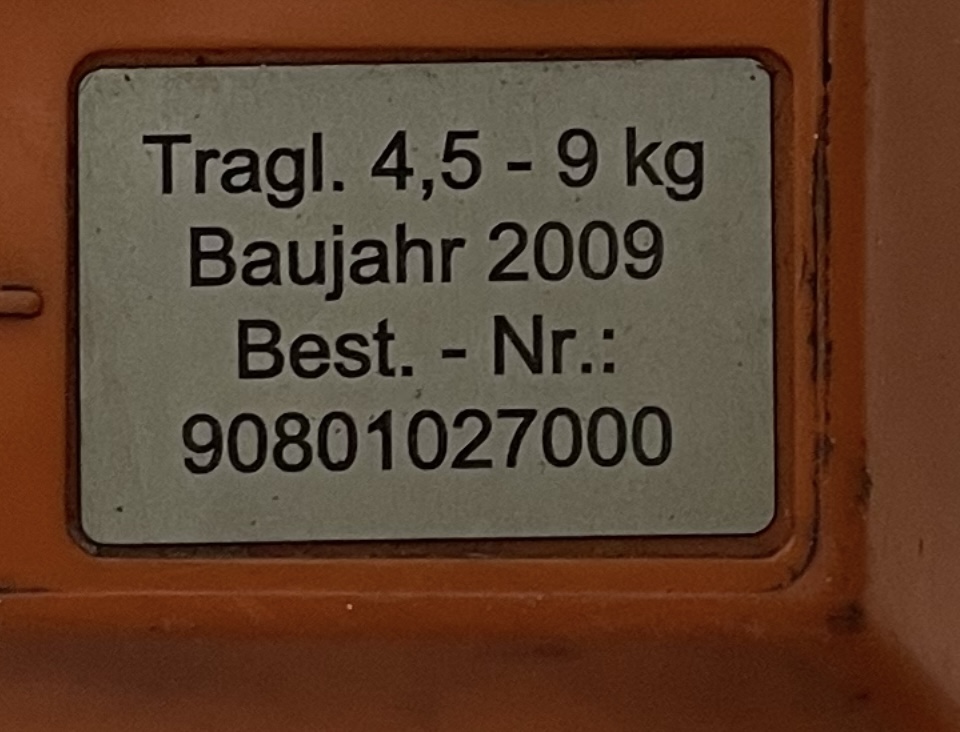 Tragl. 4,5 - 9 kg
Baujahr 2009
Best. - Nr.:
90801027000